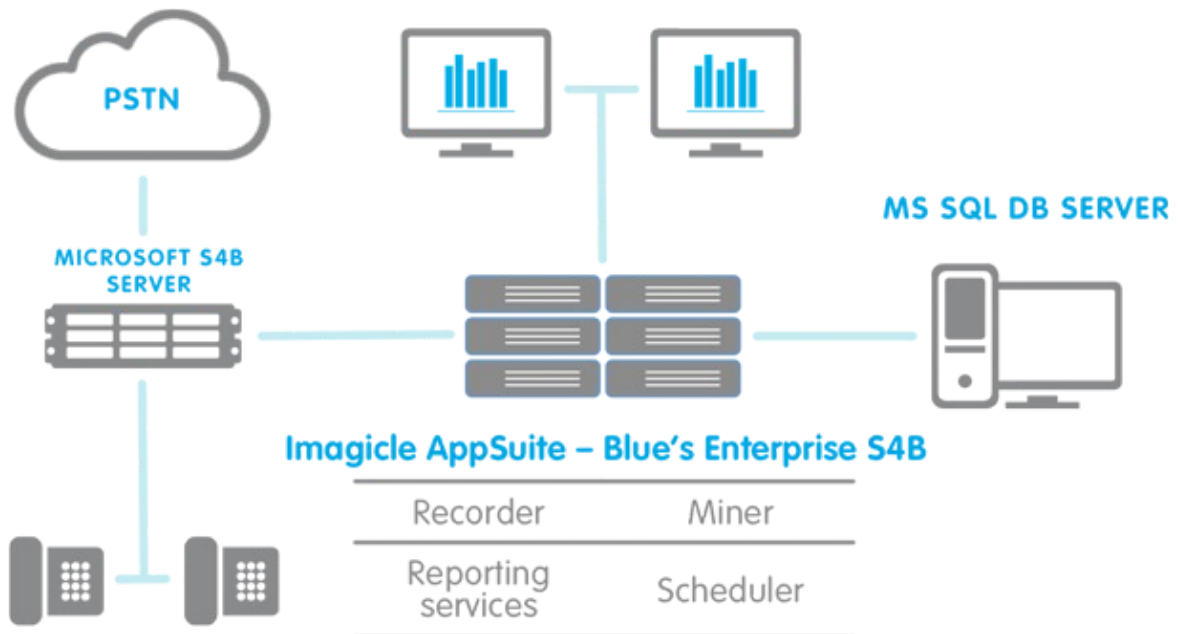 PSTN
MS SQL DB SERVER
MICROSOFT S4B
SERVER
Imagicle AppSuite – Blue's Enterprise S4B
Recorder Miner
Reporting
services
Scheduler